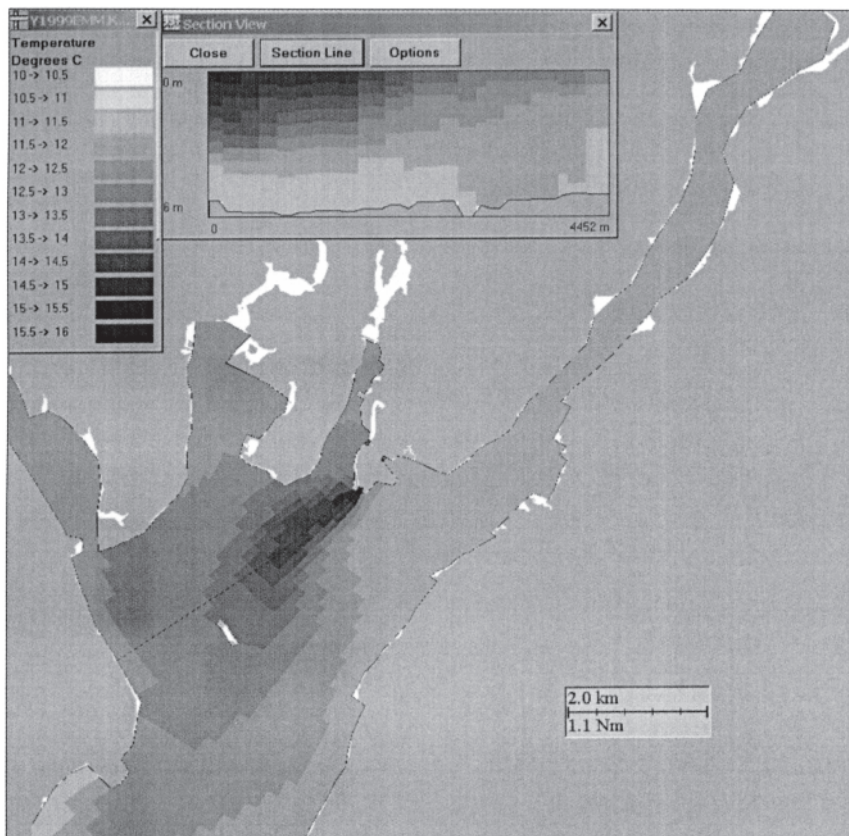 Temperature
Degrees C
10-> 10.5
10.5-> 11
11-> 11.5
11.5-> 12
12-> 12.5
12.5-> 13
13-> 13.5
13.5-> 14
14-> 14.5
14.5-> 15
15-> 15.5
15.5-> 16
Section View
Close
Section Line
Options
0 m
6 m
0
4452 m
2.0 km
1.1 Nm